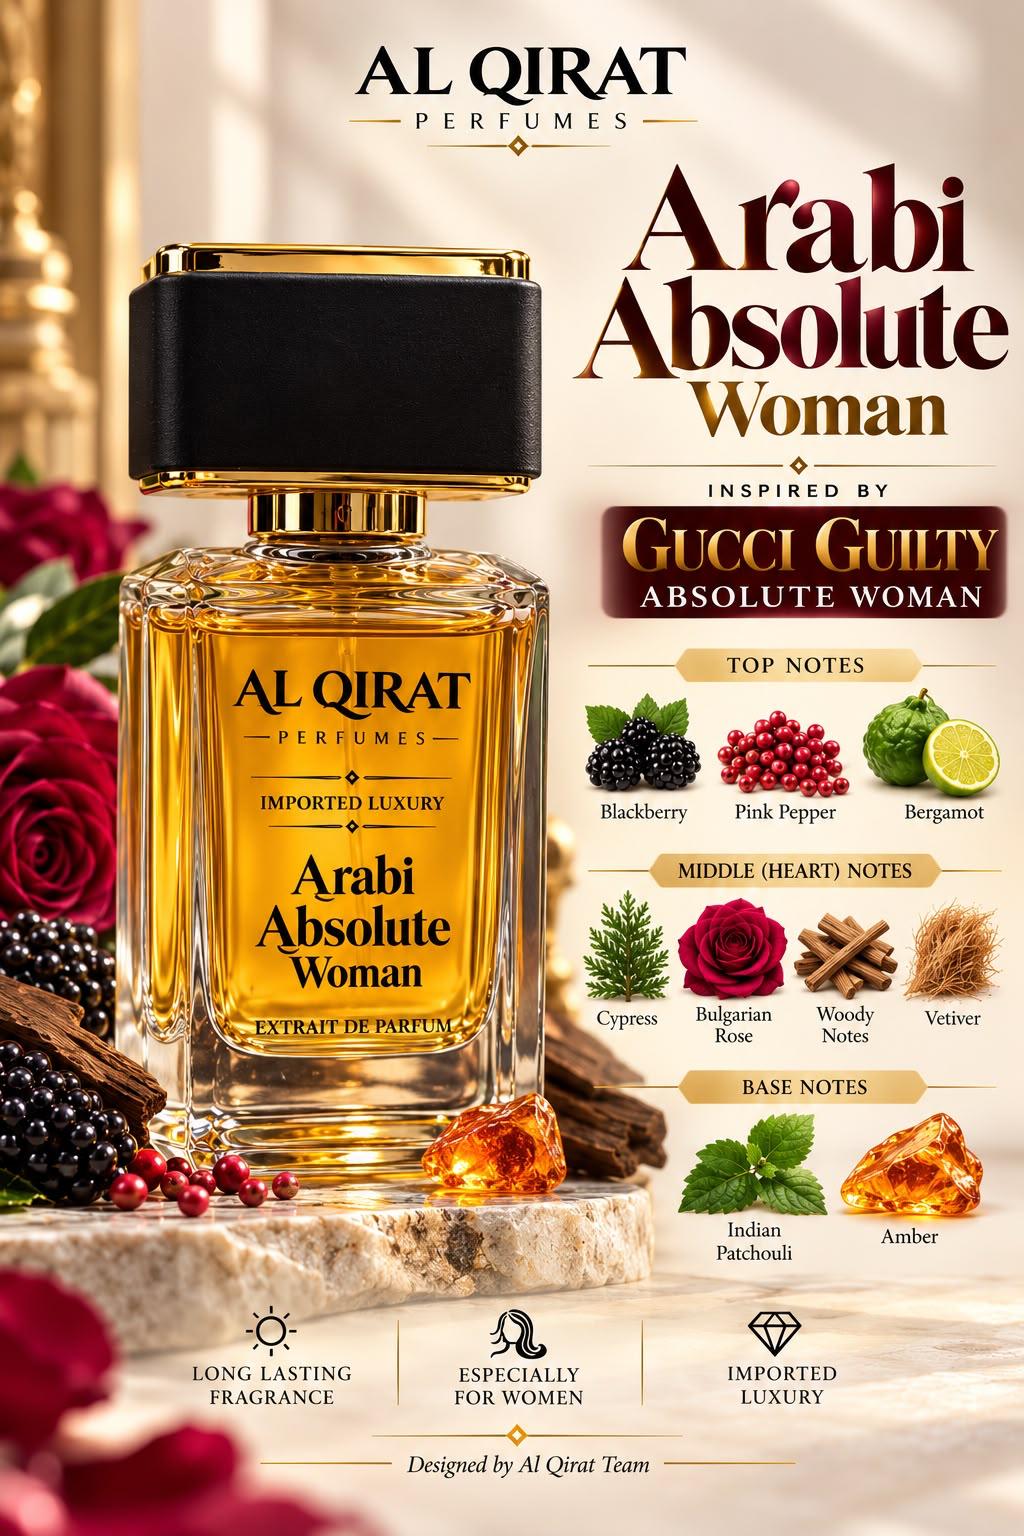 AL QIRAT
PERFUMES
Arabi
Absolute
Woman
INSPIRED BY
GUCCI GUILTY
ABSOLUTE WOMAN
AL QIRAT
PERFUMES
IMPORTED LUXURY
Arabi
Absolute
Woman
EXTRAIT DE PARFUM
TOP NOTES
Blackberry
Pink Pepper
Bergamot
MIDDLE (HEART) NOTES
Cypress
Bulgarian
Rose
Woody
Notes
Vetiver
BASE NOTES
Indian
Patchouli
Amber
LONG LASTING
FRAGRANCE
ESPECIALLY
FOR WOMEN
IMPORTED
LUXURY
Designed by Al Qirat Team